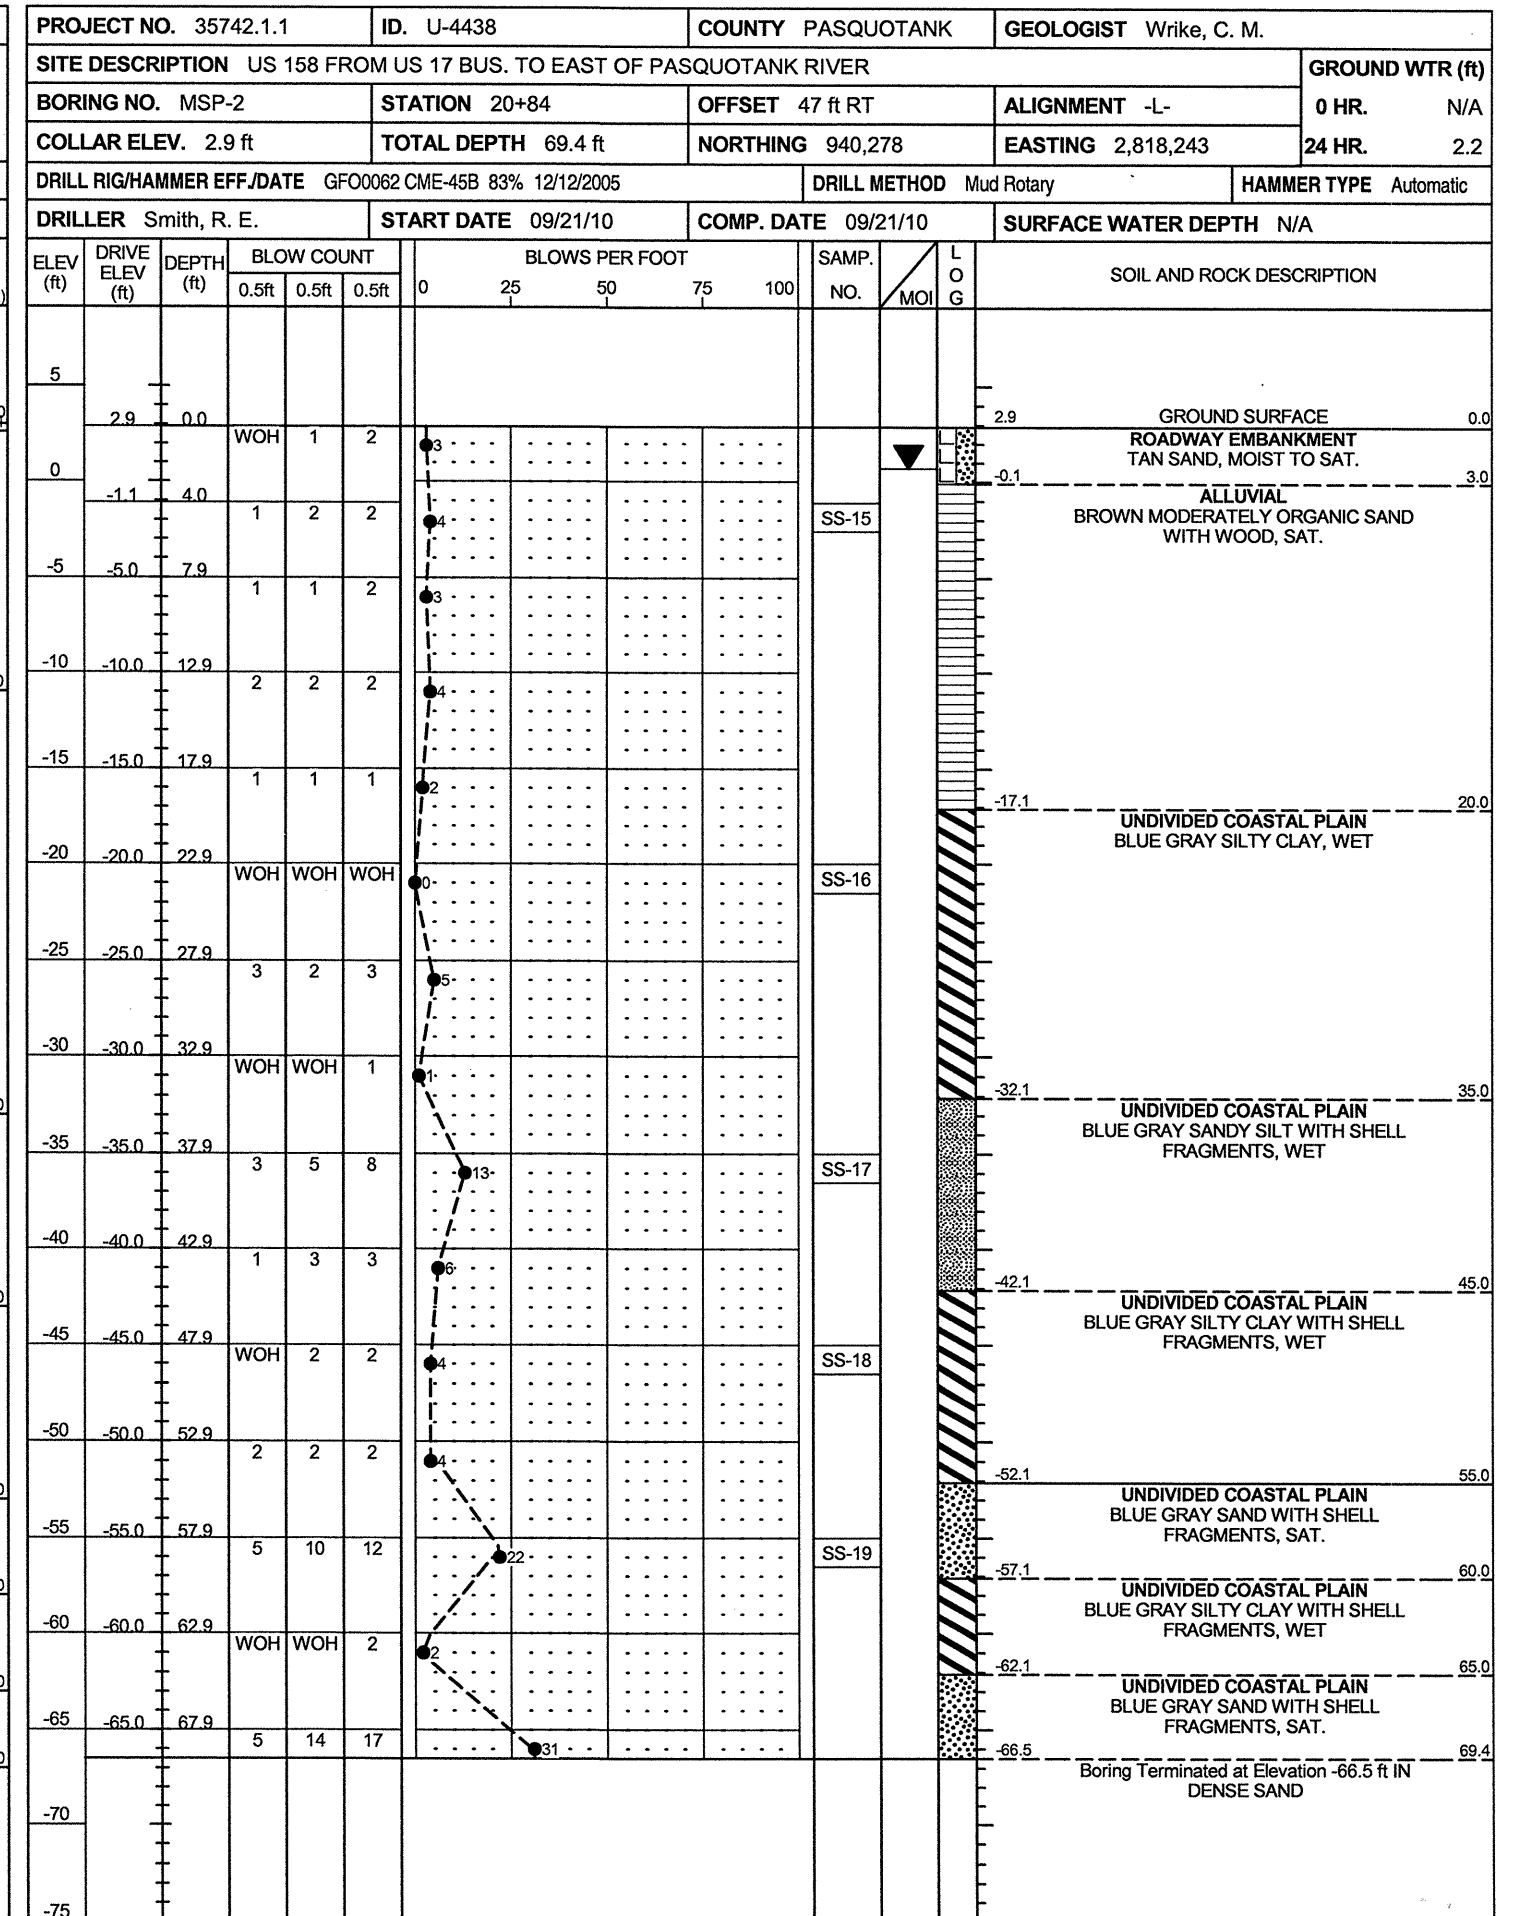 PROJECT NO. 35742.1.1 ID. U-4438 COUNTY PASQUOTANK GEOLOGIST Wrike, C. M.
SITE DESCRIPTION US 158 FROM US 17 BUS. TO EAST OF PASQUOTANK RIVER GROUND WTR (ft)
BORING NO. MSP-2 STATION 20+84 OFFSET 47 ft RT ALIGNMENT -L- 0 HR. N/A
COLLAR ELEV. 2.9 ft TOTAL DEPTH 69.4 ft NORTHING 940,278 EASTING 2,818,243 24 HR. 2.2
DRILL RIG/HAMMER EFF./DATE GFO0062 CME-45B 83% 12/12/2005 DRILL METHOD Mud Rotary HAMMER TYPE Automatic
DRILLER Smith, R. E. START DATE 09/21/10 COMP. DATE 09/21/10 SURFACE WATER DEPTH N/A
ELEV (ft) DRIVE ELEV (ft) DEPTH (ft) BLOW COUNT BLOWS PER FOOT SAMP. NO. MOI LOG SOIL AND ROCK DESCRIPTION
0.5ft 0.5ft 0.5ft 0 25 50 75 100
5
2.9 0.0 2.9 GROUND SURFACE 0.0
WOH 1 2 3 ROADWAY EMBANKMENT
TAN SAND, MOIST TO SAT.
0 -0.1 3.0
-1.1 4.0 ALLUVIAL
1 2 2 4 SS-15 BROWN MODERATELY ORGANIC SAND
WITH WOOD, SAT.
-5 -5.0 7.9
1 1 2 3
-10 -10.0 12.9
2 2 2 4
-15 -15.0 17.9
1 1 1 2
-17.1 20.0
UNDIVIDED COASTAL PLAIN
BLUE GRAY SILTY CLAY, WET
-20 -20.0 22.9
WOH WOH WOH 0 SS-16
-25 -25.0 27.9
3 2 3 5
-30 -30.0 32.9
WOH WOH 1 1
-32.1 35.0
UNDIVIDED COASTAL PLAIN
BLUE GRAY SANDY SILT WITH SHELL
FRAGMENTS, WET
-35 -35.0 37.9
3 5 8 13 SS-17
-40 -40.0 42.9
1 3 3 6
-42.1 45.0
UNDIVIDED COASTAL PLAIN
BLUE GRAY SILTY CLAY WITH SHELL
FRAGMENTS, WET
-45 -45.0 47.9
WOH 2 2 4 SS-18
-50 -50.0 52.9
2 2 2 4
-52.1 55.0
UNDIVIDED COASTAL PLAIN
BLUE GRAY SAND WITH SHELL
FRAGMENTS, SAT.
-55 -55.0 57.9
5 10 12 22 SS-19
-57.1 60.0
UNDIVIDED COASTAL PLAIN
BLUE GRAY SILTY CLAY WITH SHELL
FRAGMENTS, WET
-60 -60.0 62.9
WOH WOH 2 2
-62.1 65.0
UNDIVIDED COASTAL PLAIN
BLUE GRAY SAND WITH SHELL
FRAGMENTS, SAT.
-65 -65.0 67.9
5 14 17 31
-66.5 69.4
Boring Terminated at Elevation -66.5 ft IN
DENSE SAND
-70
-75